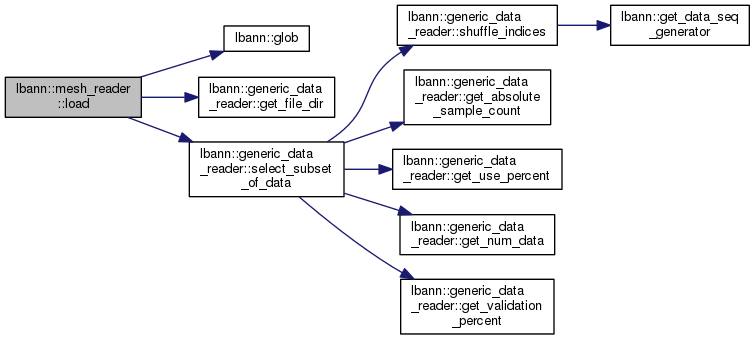 lbann::mesh_reader
::load
lbann::glob
lbann::generic_data
_reader::get_file_dir
lbann::generic_data
_reader::select_subset
_of_data
lbann::generic_data
_reader::shuffle_indices
lbann::get_data_seq
_generator
lbann::generic_data
_reader::get_absolute
_sample_count
lbann::generic_data
_reader::get_use_percent
lbann::generic_data
_reader::get_num_data
lbann::generic_data
_reader::get_validation
_percent